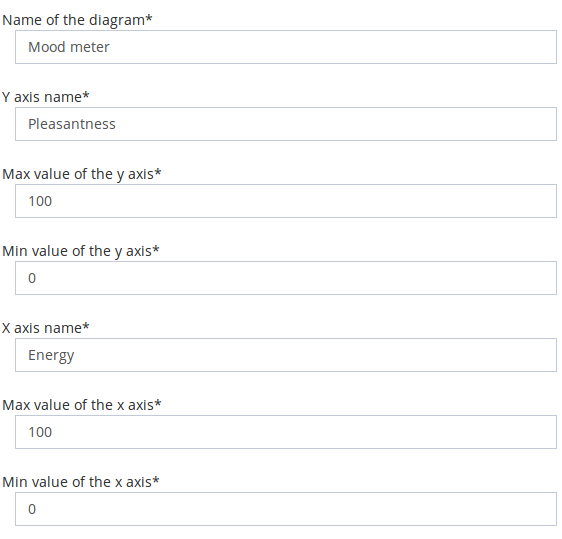 Name of the diagram*
Mood meter
Y axis name*
Pleasantness
Max value of the y axis*
100
Min value of the y axis*
0
X axis name*
Energy
Max value of the x axis*
100
Min value of the x axis*
0